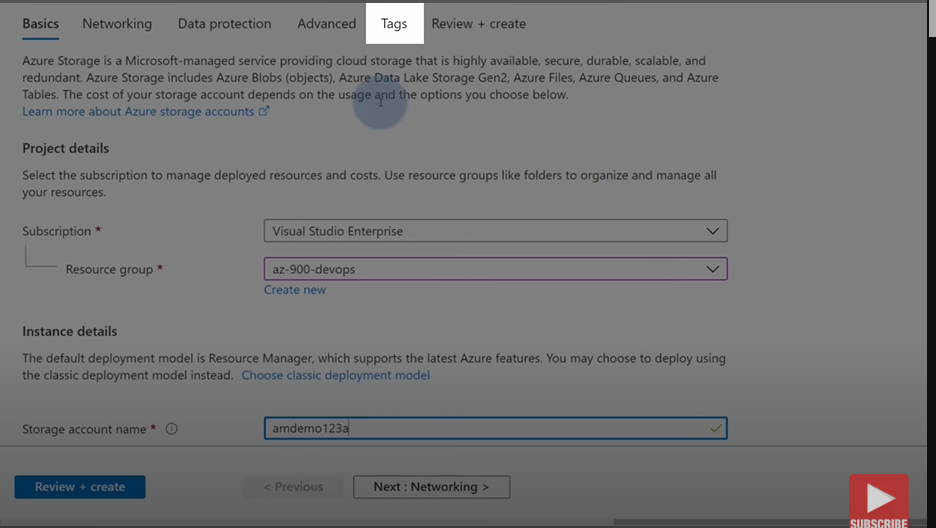 Basics Networking Data protection Advanced Tags Review + create
Azure Storage is a Microsoft-managed service providing cloud storage that is highly available, secure, durable, scalable, and
redundant. Azure Storage includes Azure Blobs (objects), Azure Data Lake Storage Gen2, Azure Files, Azure Queues, and Azure
Tables. The cost of your storage account depends on the usage and the options you choose below.
Learn more about Azure storage accounts
Project details
Select the subscription to manage deployed resources and costs. Use resource groups like folders to organize and manage all
your resources.
Subscription * Visual Studio Enterprise
Resource group * az-900-devops
Create new
Instance details
The default deployment model is Resource Manager, which supports the latest Azure features. You may choose to deploy using
the classic deployment model instead. Choose classic deployment model
Storage account name * amdemo123a
Review + create < Previous Next : Networking >
SUBSCRIBE